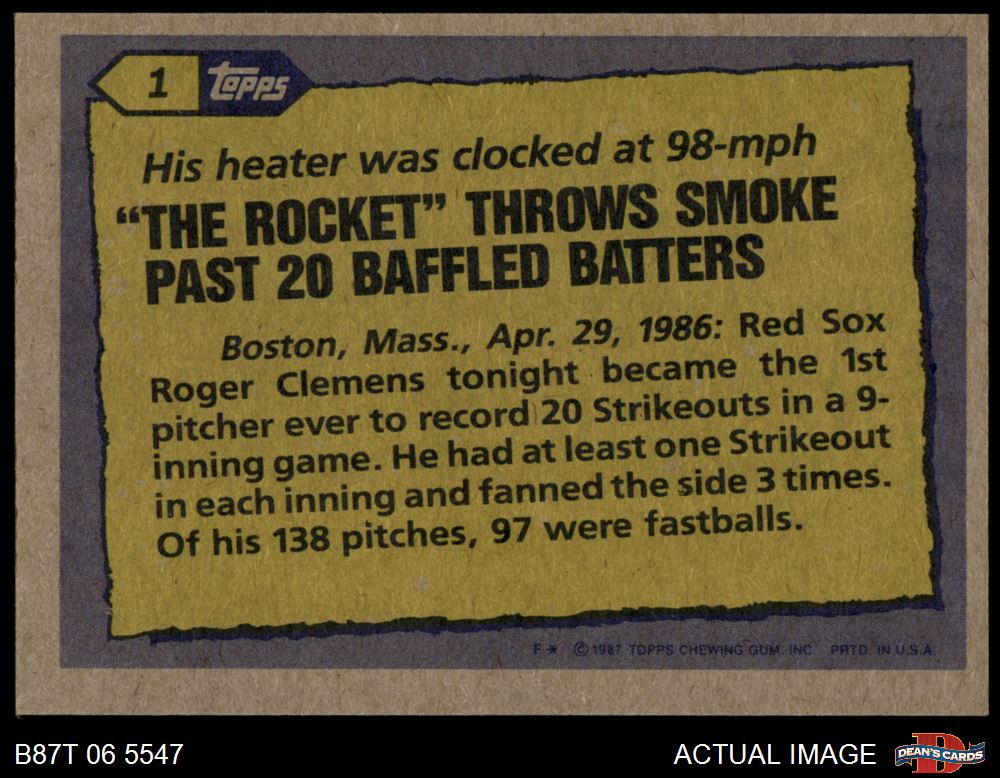 1 topps
His heater was clocked at 98-mph
“THE ROCKET” THROWS SMOKE
PAST 20 BAFFLED BATTERS
Boston, Mass., Apr. 29, 1986: Red Sox
Roger Clemens tonight became the 1st
pitcher ever to record 20 Strikeouts in a 9-
inning game. He had at least one Strikeout
in each inning and fanned the side 3 times.
Of his 138 pitches, 97 were fastballs.
F* © 1987 TOPPS CHEWING GUM, INC. PRTD. IN U.S.A.
B87T 06 5547
ACTUAL IMAGE
D
DEAN'S CARDS